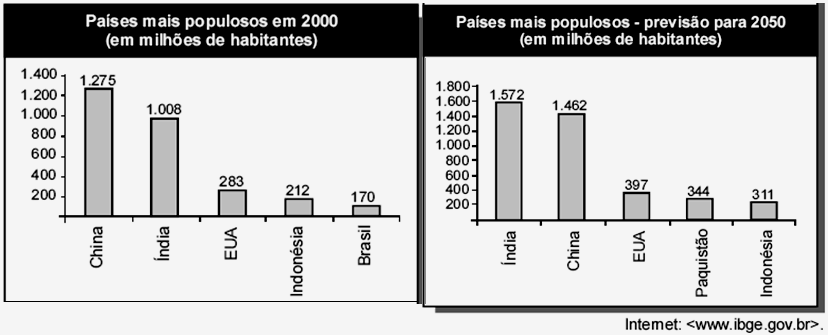 Países mais populosos em 2000
(em milhões de habitantes)
1.400
1.200
1.000
800
600
400
200
1.275
1.008
283
212
170
China
Índia
EUA
Indonésia
Brasil
Países mais populosos - previsão para 2050
(em milhões de habitantes)
1.800
1.600
1.400
1.200
1.000
800
600
400
200
1.572
1.462
397
344
311
Índia
China
EUA
Paquistão
Indonésia
Internet: <www.ibge.gov.br>.